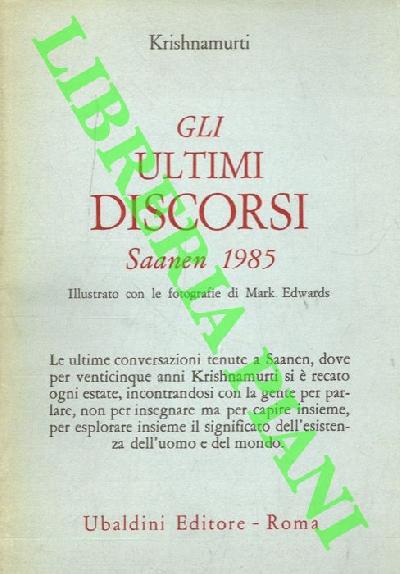 Krishnamurti
GLI
ULTIMI
DISCORSI
Saanen 1985
Illustrato con le fotografie di Mark Edwards
Le ultime conversazioni tenute a Saanen, dove
per venticinque anni Krishnamurti si è recato
ogni estate, incontrandosi con la gente per par-
lare, non per insegnare ma per capire insieme,
per esplorare insieme il significato dell'esisten-
za dell'uomo e del mondo.
Ubaldini Editore - Roma
LIBRERIA PIANI